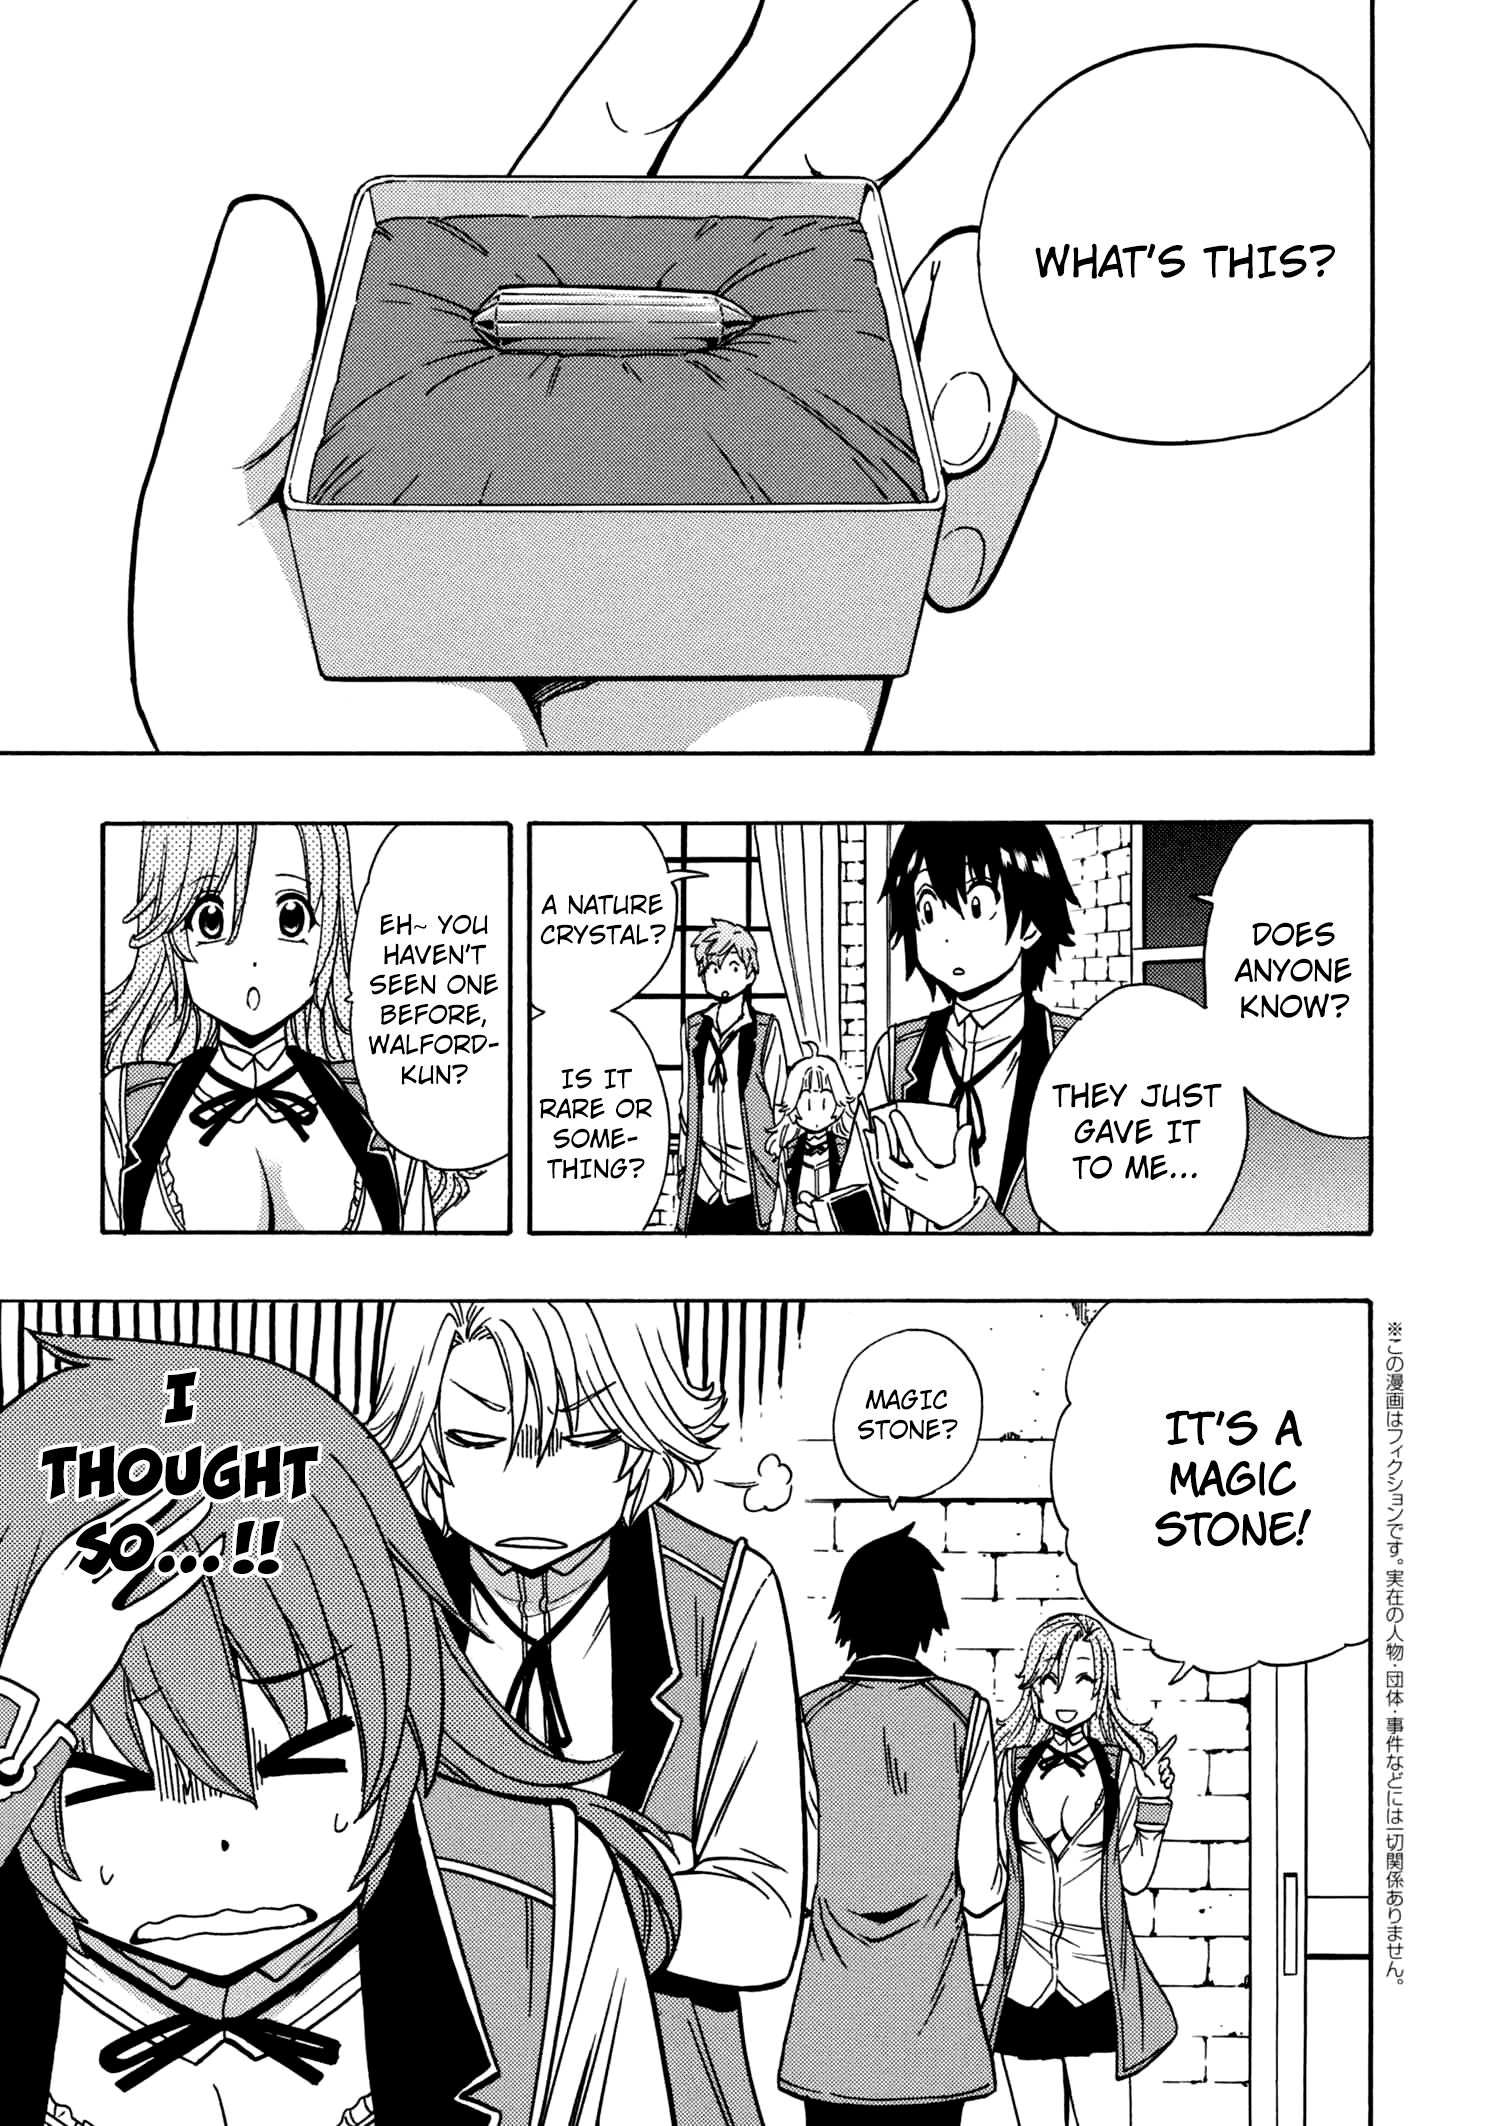 WHAT'S THIS?
DOES
ANYONE
KNOW?
THEY JUST
GAVE IT
TO ME...
A NATURE
CRYSTAL?
IS IT
RARE OR
SOME-
THING?
EH~ YOU
HAVEN'T
SEEN ONE
BEFORE,
WALFORD-
KUN?
IT'S A
MAGIC
STONE!
MAGIC
STONE?
I
THOUGHT
SO...!!
※この漫画はフィクションです。実在の人物・団体・事件などには一切関係ありません。